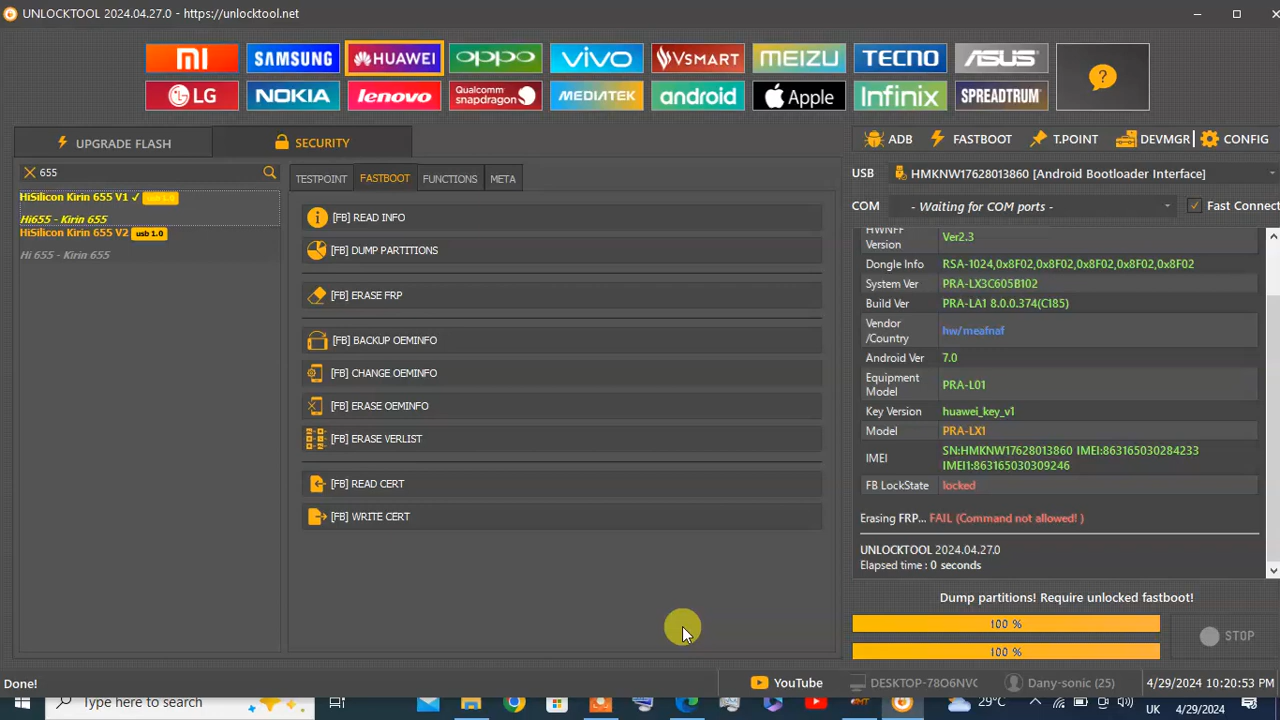 UNLOCKTOOL 2024.04.27.0 - https://unlocktool.net
MI SAMSUNG HUAWEI OPPO VIVO VSMART MEIZU TECNO ASUS
LG NOKIA lenovo Qualcomm snapdragon MEDIATEK android Apple Infinix SPREADTRUM ?
UPGRADE FLASH SECURITY
ADB FASTBOOT T.POINT DEVMGR CONFIG
655
TESTPOINT FASTBOOT FUNCTIONS META
USB HMKNW17628013860 [Android Bootloader Interface]
COM - Waiting for COM ports - Fast Connect
HiSilicon Kirin 655 V1 ✓ usb 1.0
Hi655 - Kirin 655
HiSilicon Kirin 655 V2 usb 1.0
Hi 655 - Kirin 655
[FB] READ INFO
[FB] DUMP PARTITIONS
[FB] ERASE FRP
[FB] BACKUP OEMINFO
[FB] CHANGE OEMINFO
[FB] ERASE OEMINFO
[FB] ERASE VERLIST
[FB] READ CERT
[FB] WRITE CERT
HWNFF
Version Ver2.3
Dongle Info RSA-1024,0x8F02,0x8F02,0x8F02,0x8F02
System Ver PRA-LX3C605B102
Build Ver PRA-LA1 8.0.0.374(C185)
Vendor
/Country hw/meafnaf
Android Ver 7.0
Equipment
Model PRA-L01
Key Version huawei_key_v1
Model PRA-LX1
IMEI SN:HMKNW17628013860 IMEI:863165030284233
IMEI1:863165030309246
FB LockState locked
Erasing FRP... FAIL (Command not allowed! )
UNLOCKTOOL 2024.04.27.0
Elapsed time : 0 seconds
Dump partitions! Require unlocked fastboot!
100 %
100 %
STOP
Done! YouTube DESKTOP-78O6NVC Dany-sonic (25) 4/29/2024 10:20:53 PM
Type here to search 29°C UK 4/29/2024